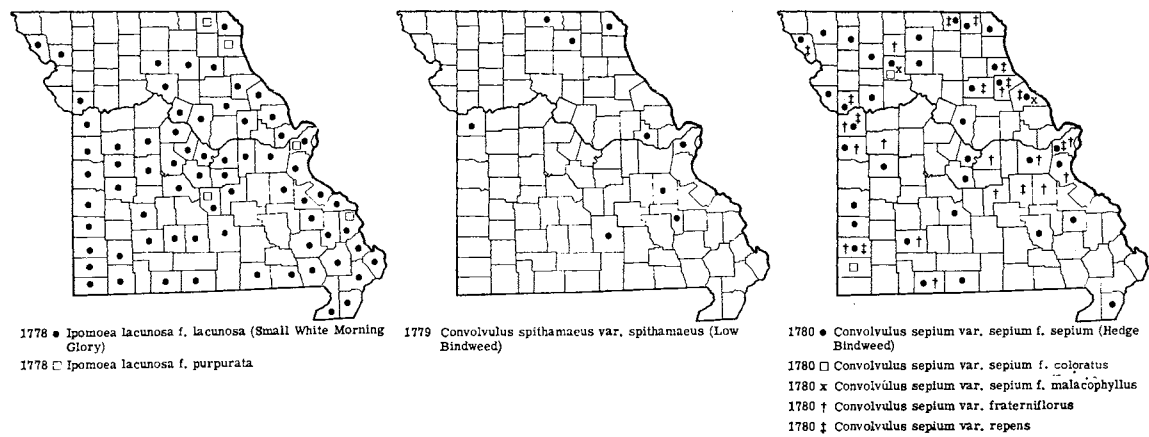 1778 ● Ipomoea lacunosa f. lacunosa (Small White Morning
Glory)
1778 □ Ipomoea lacunosa f. purpurata
1779 Convolvulus spithamaeus var. spithamaeus (Low
Bindweed)
1780 ● Convolvulus sepium var. sepium f. sepium (Hedge
Bindweed)
1780 □ Convolvulus sepium var. sepium f. coloratus
1780 x Convolvulus sepium var. sepium f. malacophyllus
1780 † Convolvulus sepium var. fraterniflorus
1780 ‡ Convolvulus sepium var. repens